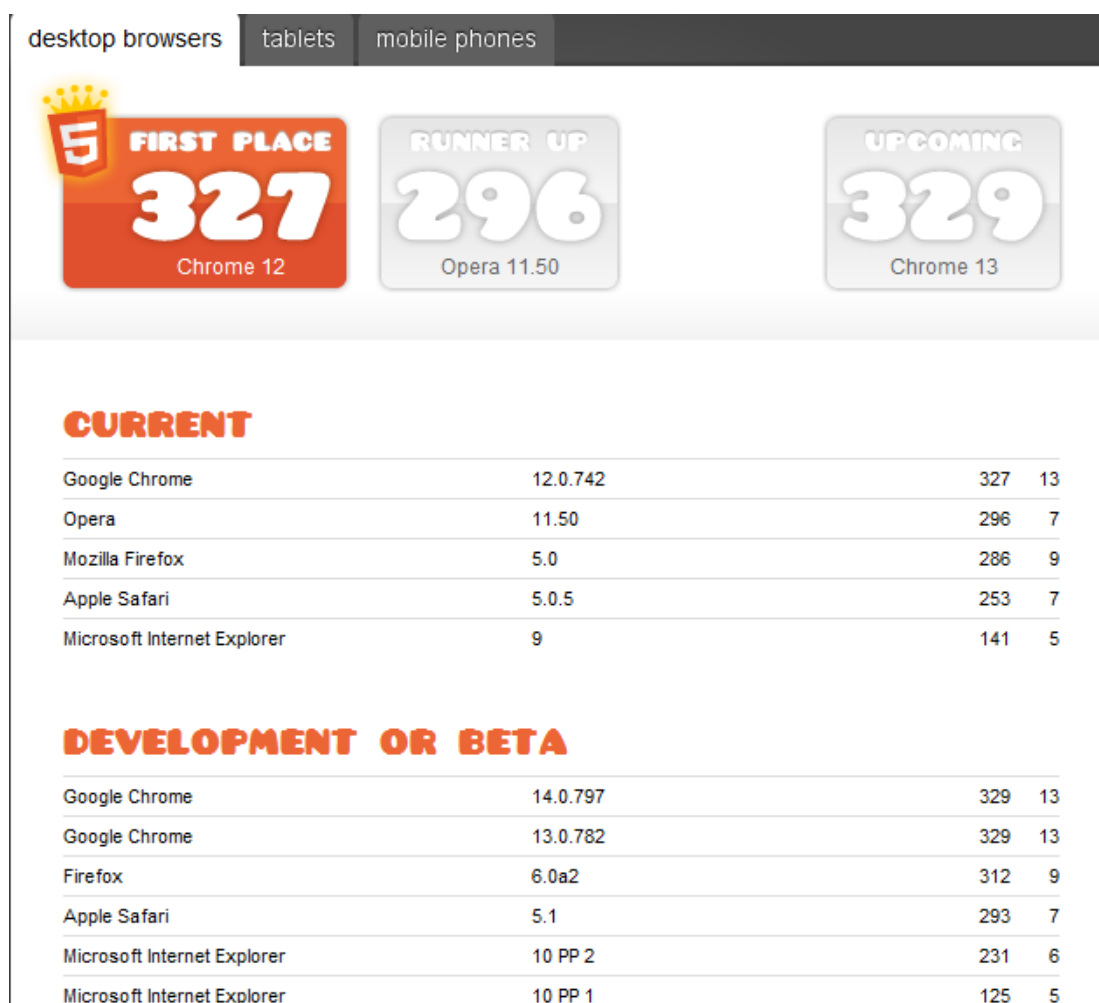 desktop browsers tablets mobile phones
5 FIRST PLACE RUNNER UP UPCOMING
327 296 329
Chrome 12 Opera 11.50 Chrome 13
CURRENT
Google Chrome 12.0.742 327 13
Opera 11.50 296 7
Mozilla Firefox 5.0 286 9
Apple Safari 5.0.5 253 7
Microsoft Internet Explorer 9 141 5
DEVELOPMENT OR BETA
Google Chrome 14.0.797 329 13
Google Chrome 13.0.782 329 13
Firefox 6.0a2 312 9
Apple Safari 5.1 293 7
Microsoft Internet Explorer 10 PP 2 231 6
Microsoft Internet Explorer 10 PP 1 125 5